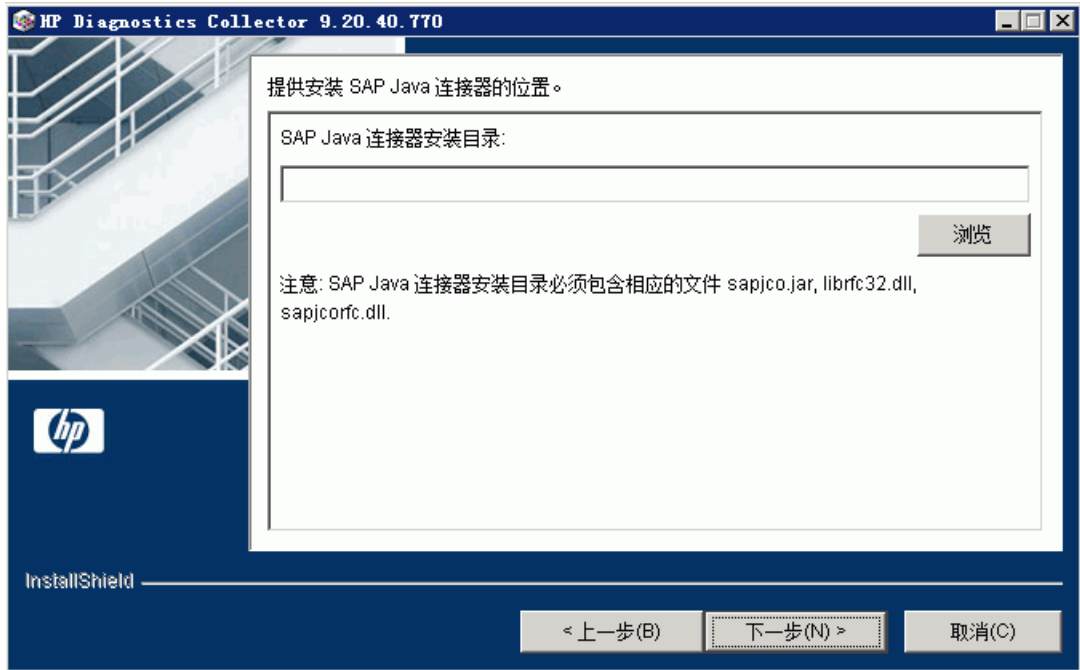 HP Diagnostics Collector 9.20.40.770
提供安装 SAP Java 连接器的位置。
SAP Java 连接器安装目录:
浏览
注意: SAP Java 连接器安装目录必须包含相应的文件 sapjco.jar, librfc32.dll,
sapjcorfc.dll.
hp
InstallShield
<上一步(B)
下一步(N)>
取消(C)